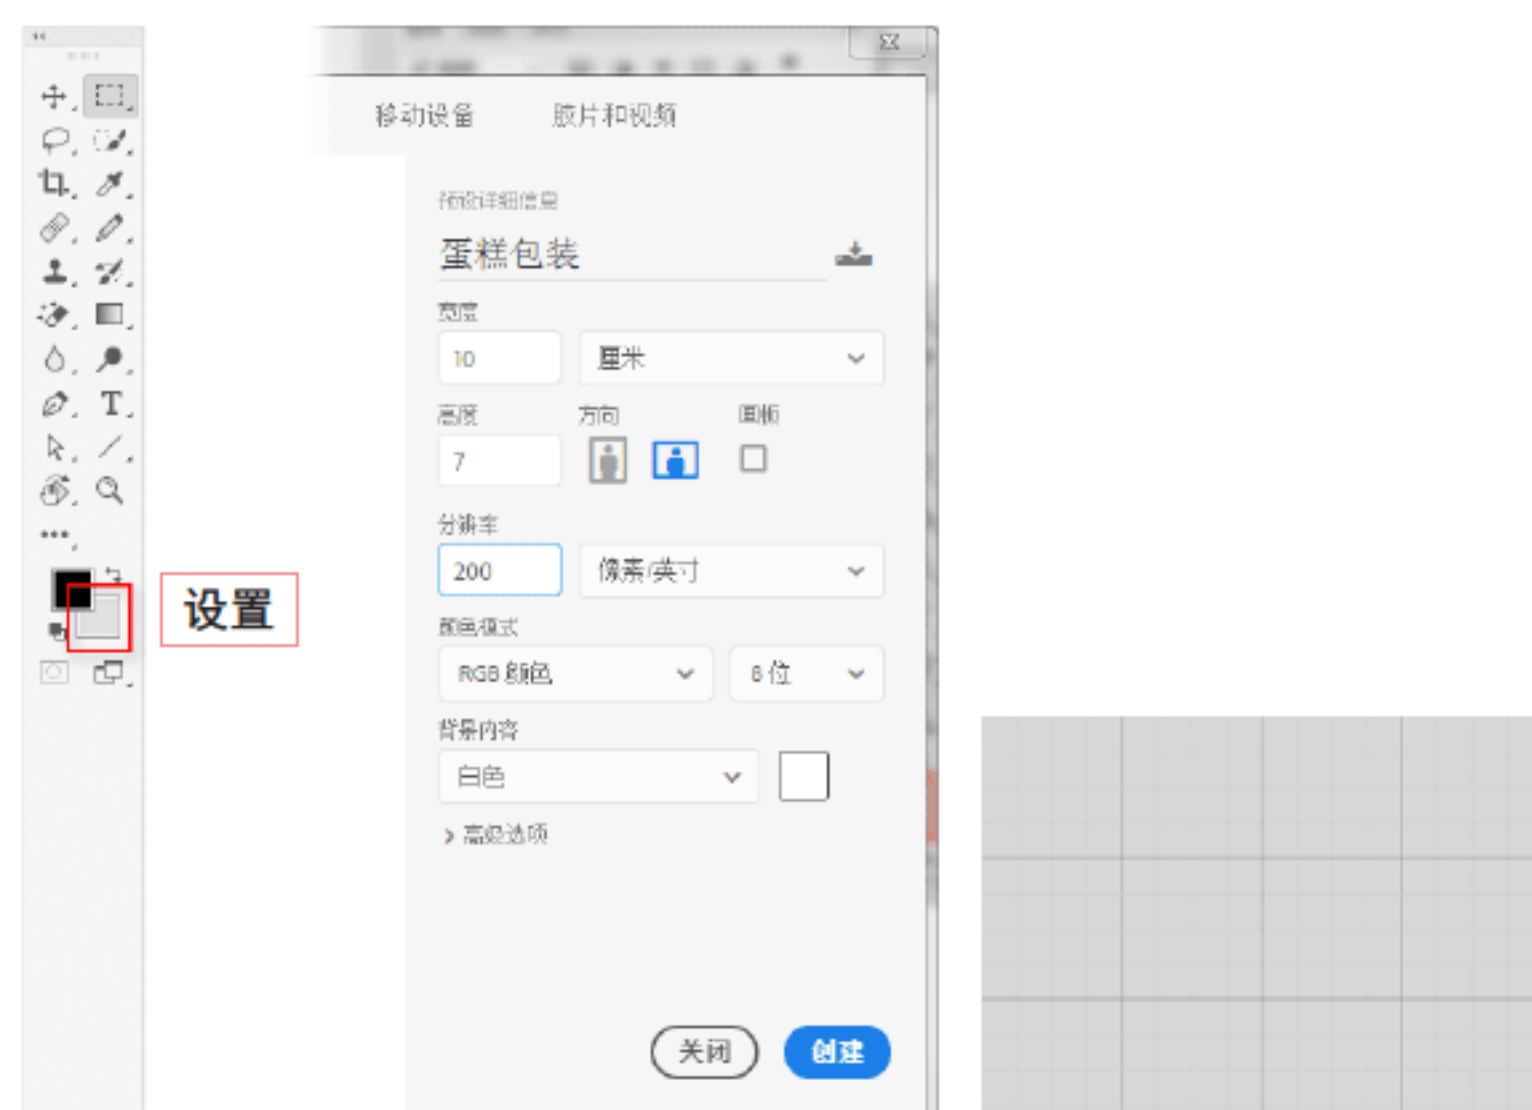 移动设备 胶片和视频
预设详细信息
蛋糕包装
宽度
10 厘米
高度 方向 画板
7
分辨率
200 像素/英寸
设置
颜色模式
RGB 颜色 8 位
背景内容
白色
高级选项
关闭 创建